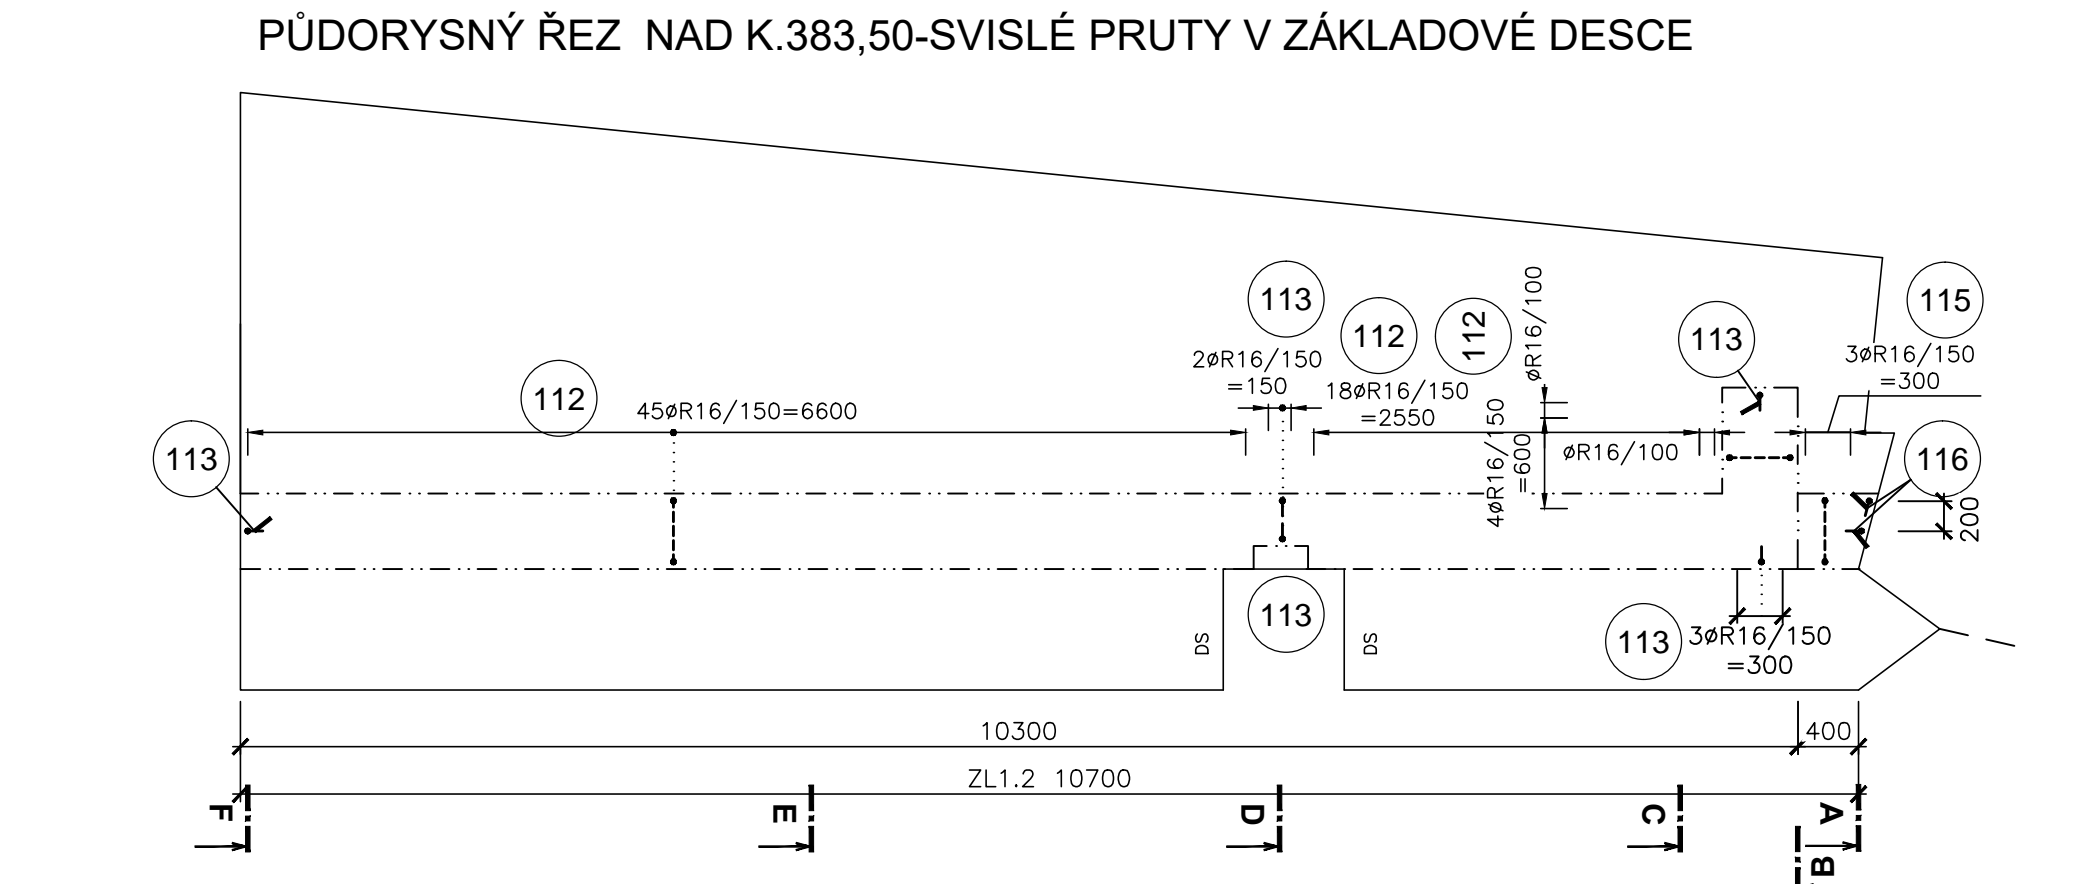 PŮDORYSNÝ ŘEZ NAD K.383,50-SVISLÉ PRUTY V ZÁKLADOVÉ DESCE
113
112
45øR16/150=6600
113
2øR16/150
=150
112
18øR16/150
=2550
112
øR16/100
4øR16/150
=600
øR16/100
113
115
3øR16/150
=300
116
200
113
DS
DS
113
3øR16/150
=300
10300
400
ZL1.2 10700
F
E
D
C
A
B